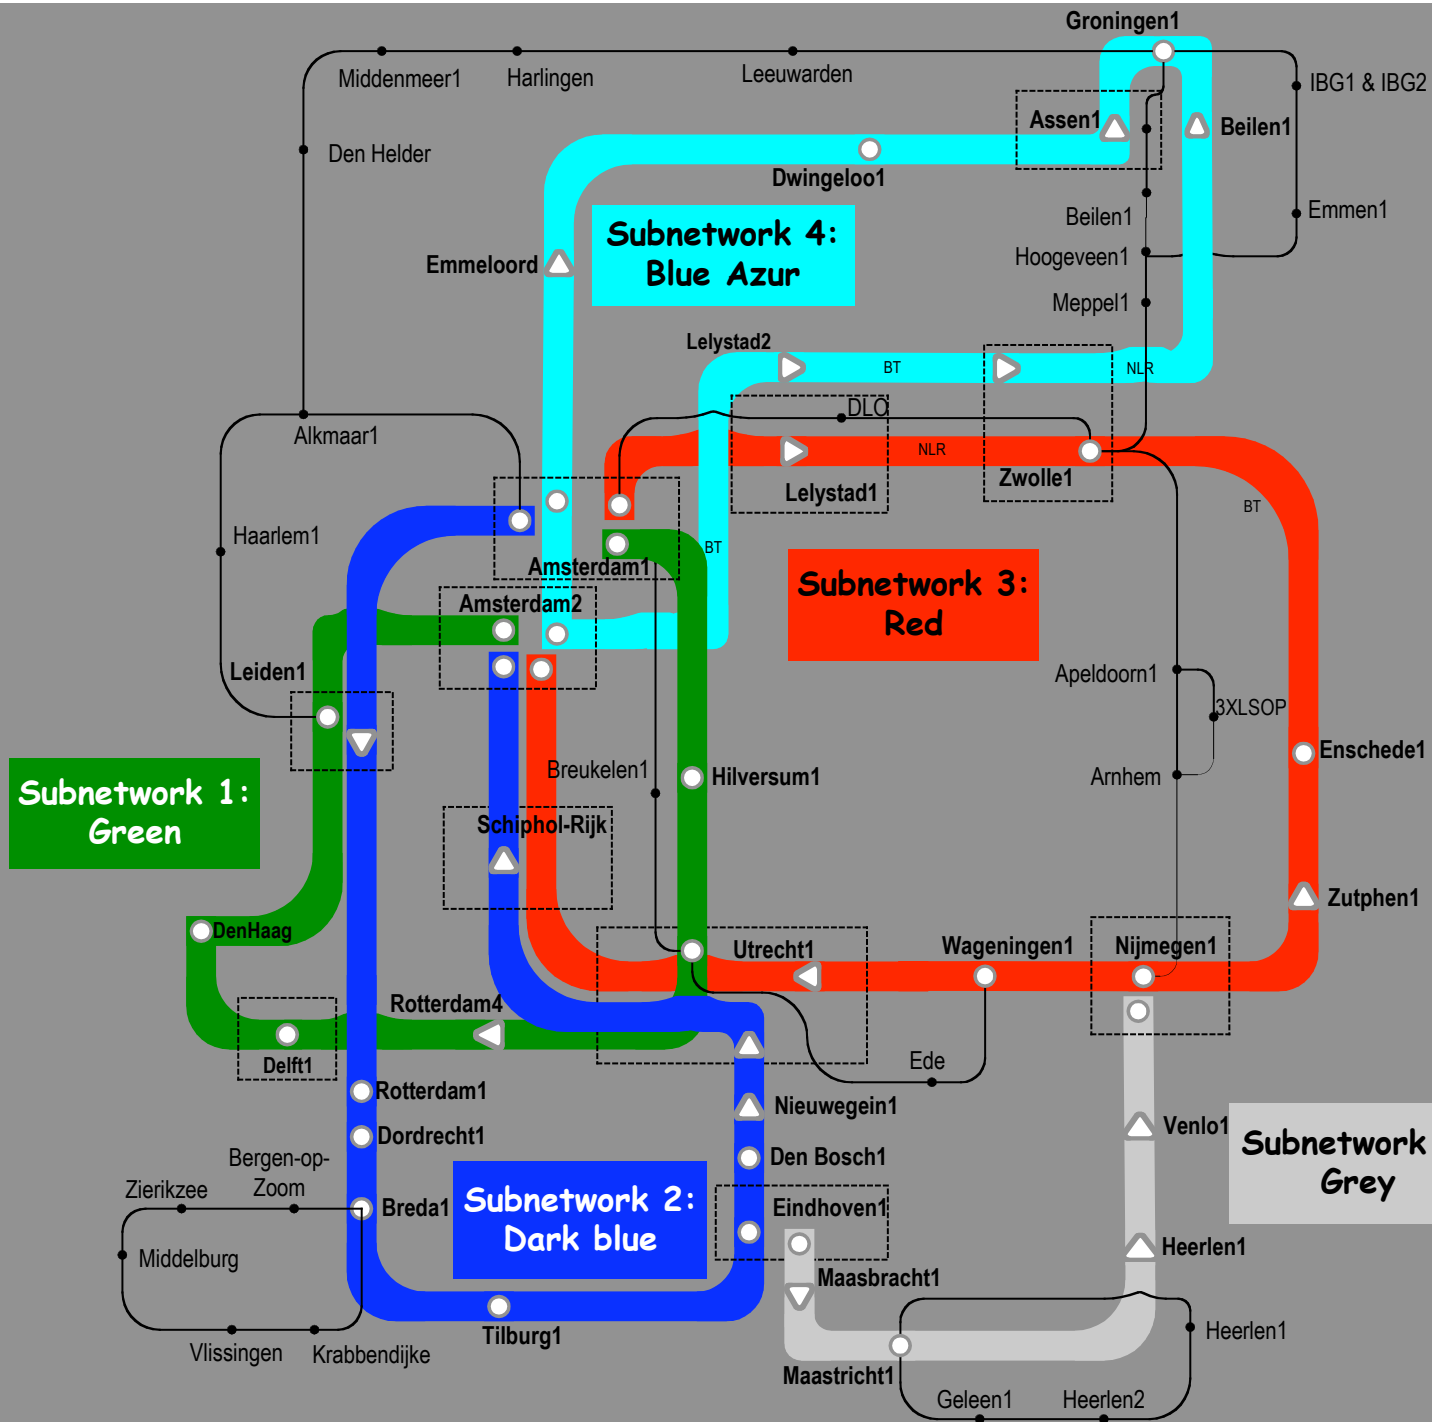 Groningen1
Middenmeer1
Harlingen
Leeuwarden
IBG1 & IBG2
Assen1
Beilen1
Den Helder
Dwingeloo1
Beilen1
Emmen1
Subnetwork 4:
Blue Azur
Emmeloord
Hoogeveen1
Meppel1
Lelystad2
BT
NLR
DLO
Alkmaar1
NLR
Zwolle1
Lelystad1
BT
Haarlem1
BT
Amsterdam1
Subnetwork 3:
Red
Amsterdam2
Leiden1
Apeldoorn1
3XLSOP
Enschede1
Breukelen1
Hilversum1
Arnhem
Subnetwork 1:
Green
Schiphol-Rijk
Zutphen1
DenHaag
Utrecht1
Wageningen1
Nijmegen1
Rotterdam4
Delft1
Ede
Rotterdam1
Nieuwegein1
Venlo1
Dordrecht1
Den Bosch1
Subnetwork
Grey
Bergen-op-
Zoom
Zierikzee
Breda1
Subnetwork 2:
Dark blue
Eindhoven1
Middelburg
Heerlen1
Maasbracht1
Tilburg1
Vlissingen
Krabbendijke
Heerlen1
Maastricht1
Geleen1
Heerlen2